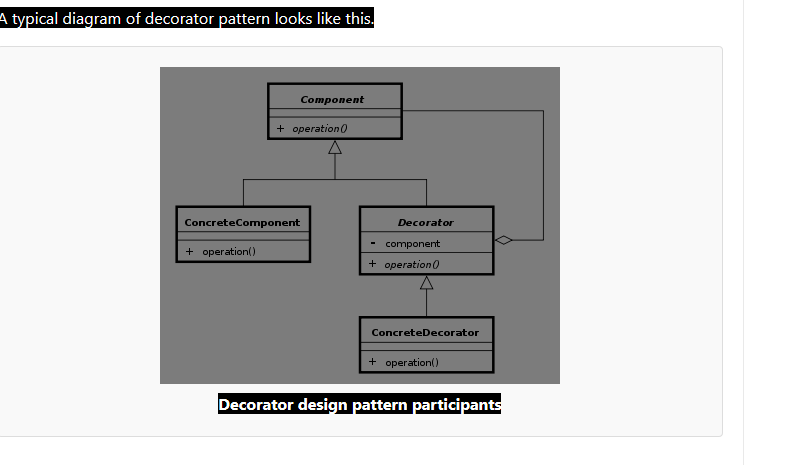 A typical diagram of decorator pattern looks like this.
Component
+ operation()
ConcreteComponent
+ operation()
Decorator
- component
+ operation()
ConcreteDecorator
+ operation()
Decorator design pattern participants